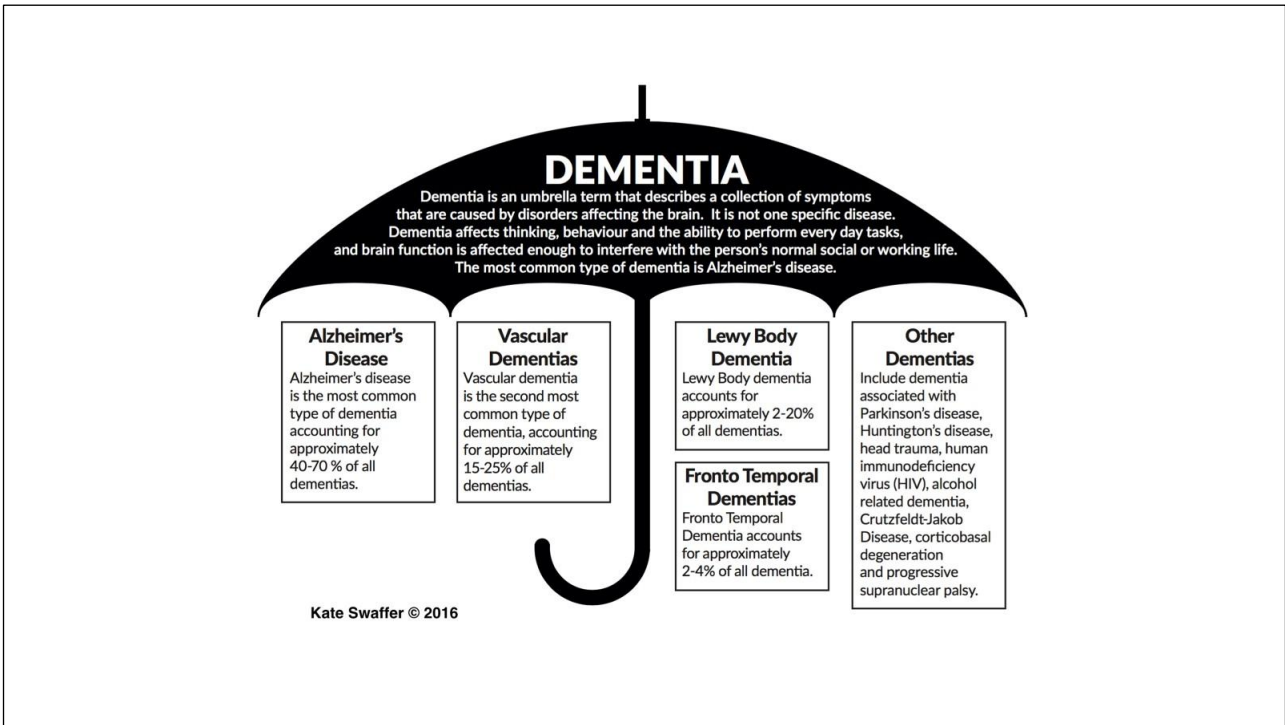 DEMENTIA
Dementia is an umbrella term that describes a collection of symptoms
that are caused by disorders affecting the brain. It is not one specific disease.
Dementia affects thinking, behaviour and the ability to perform every day tasks,
and brain function is affected enough to interfere with the person's normal social or working life.
The most common type of dementia is Alzheimer's disease.
Alzheimer's
Disease
Alzheimer's disease
is the most common
type of dementia
accounting for
approximately
40-70 % of all
dementias.
Vascular
Dementias
Vascular dementia
is the second most
common type of
dementia, accounting
for approximately
15-25% of all
dementias.
Lewy Body
Dementia
Lewy Body dementia
accounts for
approximately 2-20%
of all dementias.
Fronto Temporal
Dementias
Fronto Temporal
Dementia accounts
for approximately
2-4% of all dementia.
Other
Dementias
Include dementia
associated with
Parkinson's disease,
Huntington's disease,
head trauma, human
immunodeficiency
virus (HIV), alcohol
related dementia,
Crutzfeldt-Jakob
Disease, corticobasal
degeneration
and progressive
supranuclear palsy.
Kate Swaffer © 2016